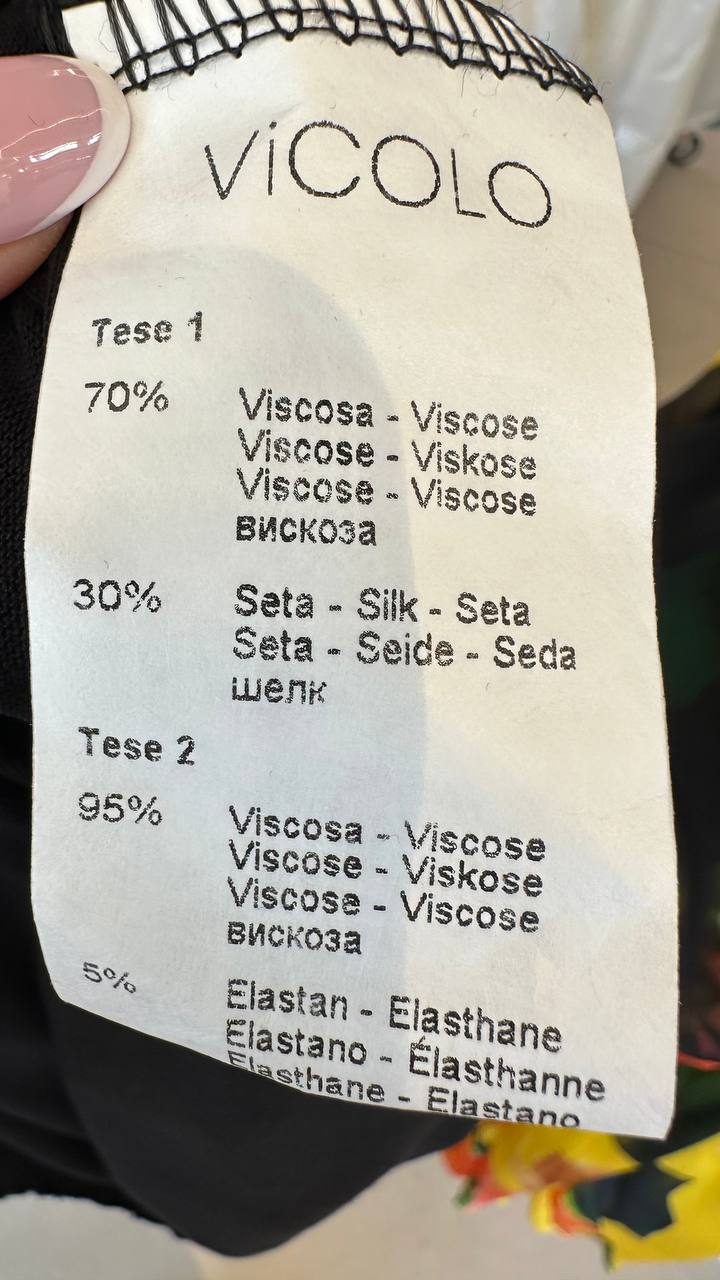 ViCOLO
Tese 1
70% Viscosa - Viscose
Viscose - Viskose
Viscose - Viscose
вискоза
30% Seta - Silk - Seta
Seta - Seide - Seda
шелк
Tese 2
95% Viscosa - Viscose
Viscose - Viskose
Viscose - Viscose
вискоза
5% Elastan - Elasthane
Elastano - Élasthanne
Elasthane - Elastano